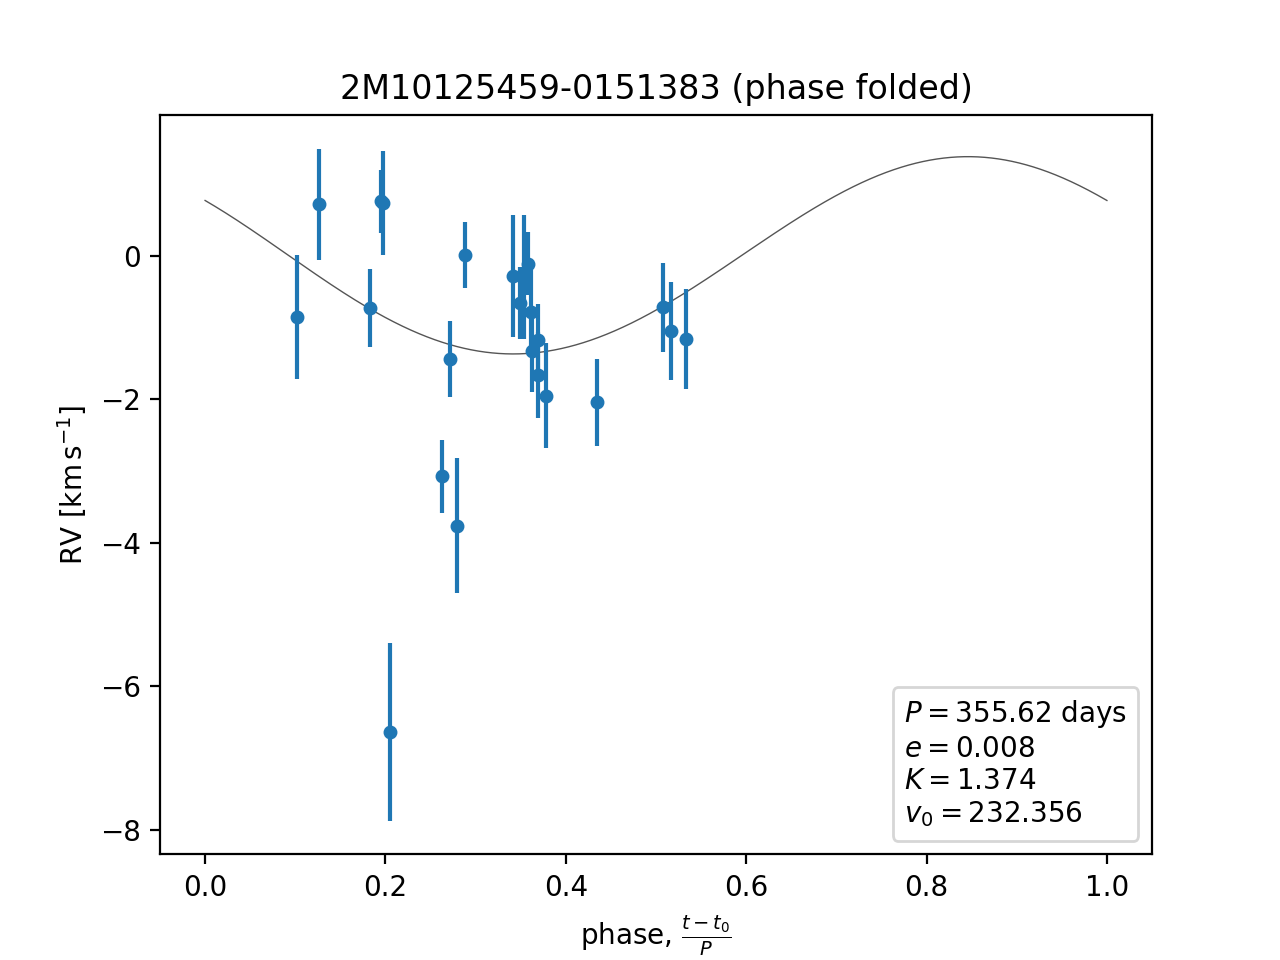 2M10125459-0151383 (phase folded)
RV [km s⁻¹]
0
−2
−4
−6
−8
P = 355.62 days
e = 0.008
K = 1.374
v₀ = 232.356
0.0 0.2 0.4 0.6 0.8 1.0
phase, (t − t₀)/P